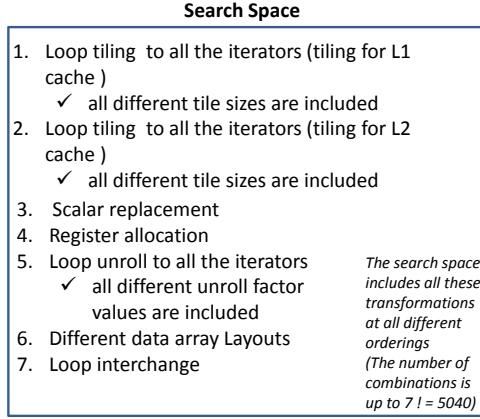 Search Space
1. Loop tiling to all the iterators (tiling for L1
cache )
✓ all different tile sizes are included
2. Loop tiling to all the iterators (tiling for L2
cache )
✓ all different tile sizes are included
3. Scalar replacement
4. Register allocation
5. Loop unroll to all the iterators
✓ all different unroll factor
values are included
6. Different data array Layouts
7. Loop interchange
The search space
includes all these
transformations
at all different
orderings
(The number of
combinations is
up to 7 ! = 5040)